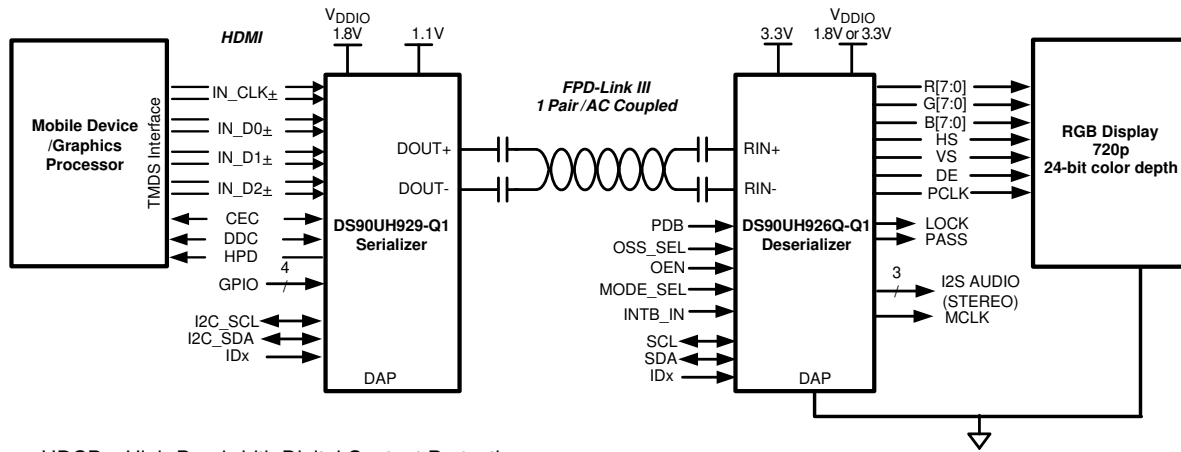 HDMI
VDDIO
1.8V
1.1V
3.3V
VDDIO
1.8V or 3.3V
Mobile Device
/Graphics
Processor
TMDS Interface
IN_CLK±
IN_D0±
IN_D1±
IN_D2±
CEC
DDC
HPD
4
GPIO
I2C_SCL
I2C_SDA
IDx
DOUT+
DOUT-
DS90UH929-Q1
Serializer
DAP
FPD-Link III
1 Pair /AC Coupled
PDB
OSS_SEL
OEN
MODE_SEL
INTB_IN
SCL
SDA
IDx
RIN+
RIN-
DS90UH926Q-Q1
Deserializer
DAP
R[7:0]
G[7:0]
B[7:0]
HS
VS
DE
PCLK
LOCK
PASS
3
I2S AUDIO
(STEREO)
MCLK
RGB Display
720p
24-bit color depth